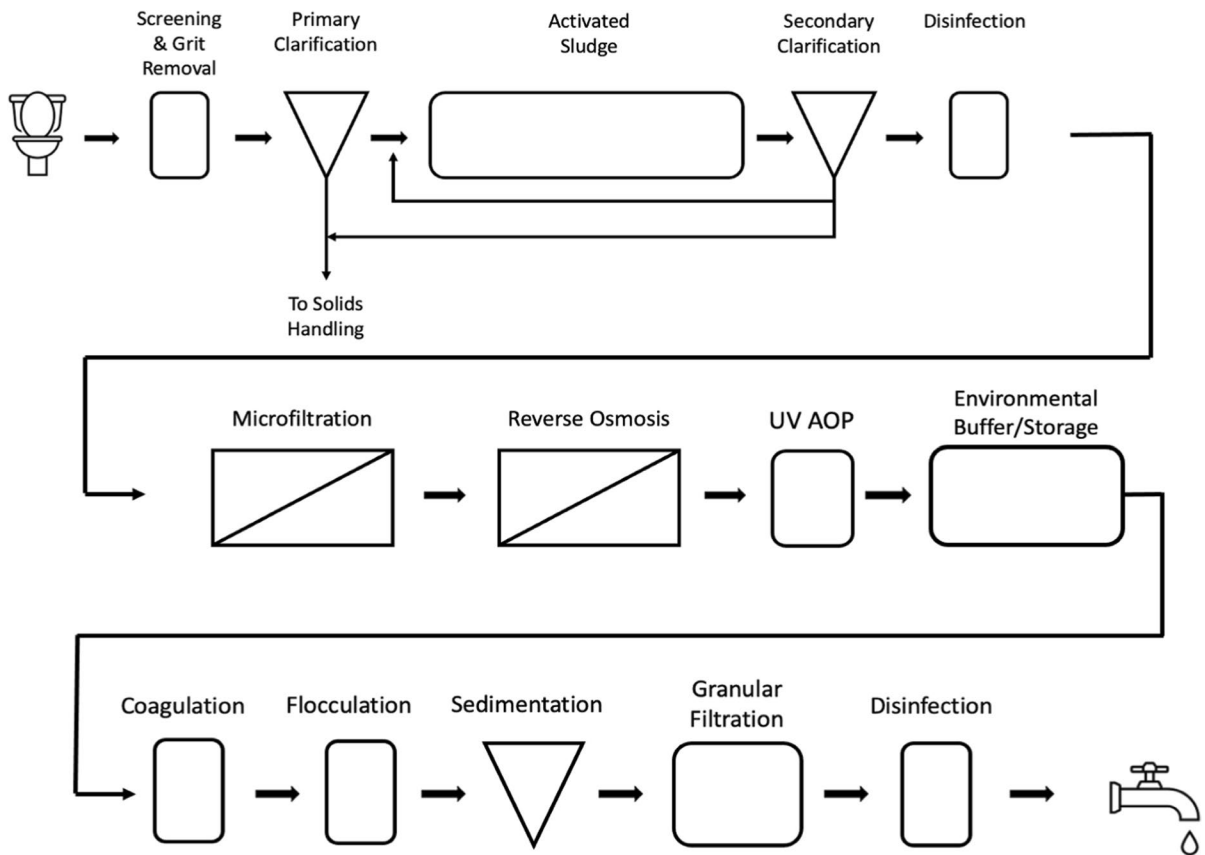 Screening
& Grit
Removal
Primary
Clarification
Activated
Sludge
Secondary
Clarification
Disinfection
To Solids
Handling
Microfiltration
Reverse Osmosis
UV AOP
Environmental
Buffer/Storage
Coagulation
Flocculation
Sedimentation
Granular
Filtration
Disinfection